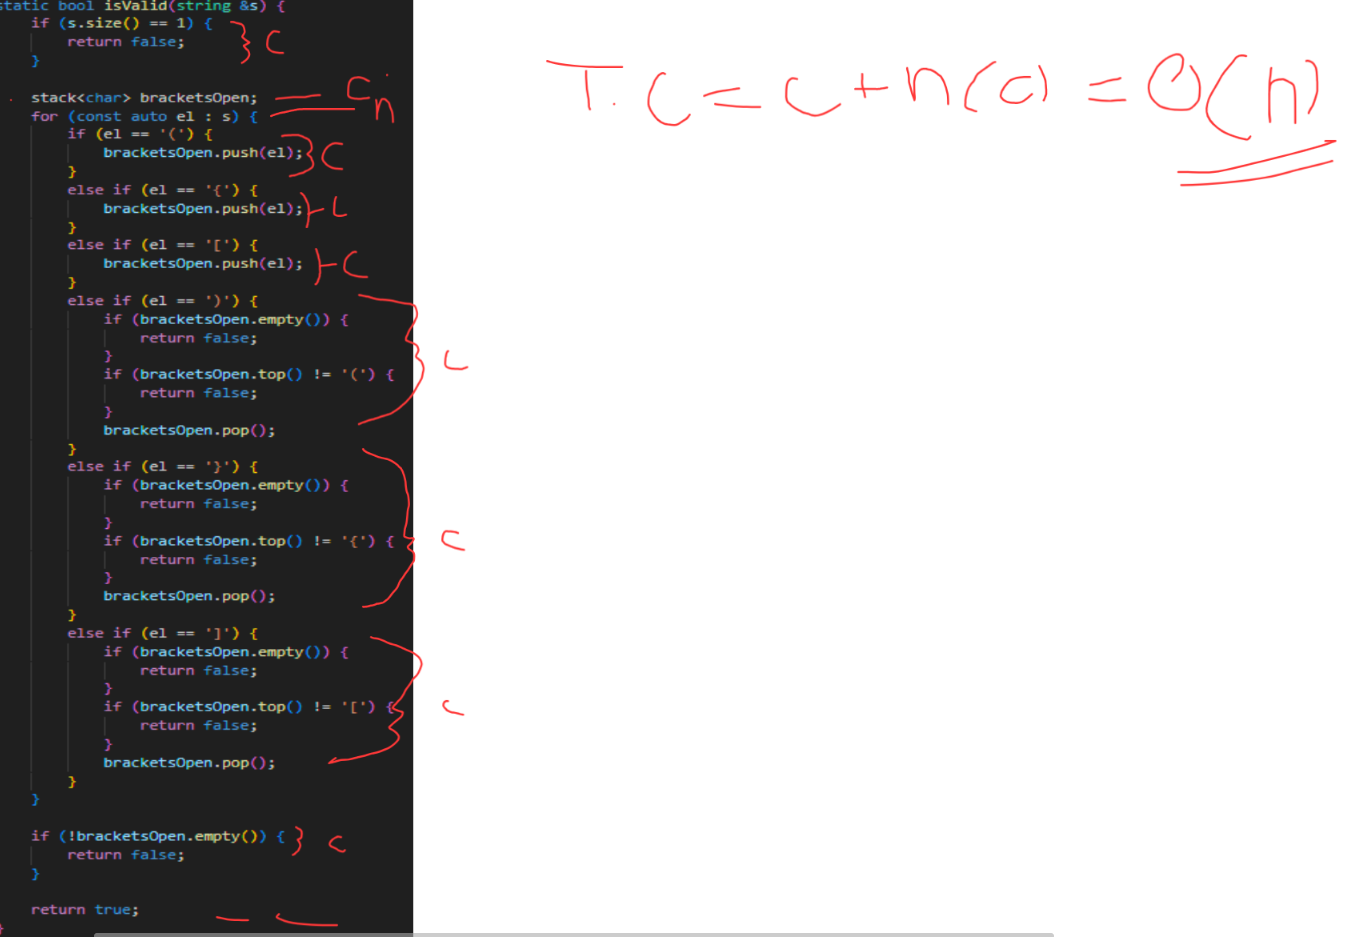 static bool isValid(string &s) {
if (s.size() == 1) {
return false; C
}
stack<char> bracketsOpen; C
for (const auto el : s) { n
if (el == '(') {
bracketsOpen.push(el); C
}
else if (el == '{') {
bracketsOpen.push(el); C
}
else if (el == '[') {
bracketsOpen.push(el); C
}
else if (el == ')') {
if (bracketsOpen.empty()) {
return false;
}
if (bracketsOpen.top() != '(') { C
return false;
}
bracketsOpen.pop();
}
else if (el == '}') {
if (bracketsOpen.empty()) {
return false;
}
if (bracketsOpen.top() != '{') { C
return false;
}
bracketsOpen.pop();
}
else if (el == ']') {
if (bracketsOpen.empty()) {
return false;
}
if (bracketsOpen.top() != '[') { C
return false;
}
bracketsOpen.pop();
}
}
if (!bracketsOpen.empty()) { C
return false;
}
return true;
}
T.C = C + n(C) = O(n)